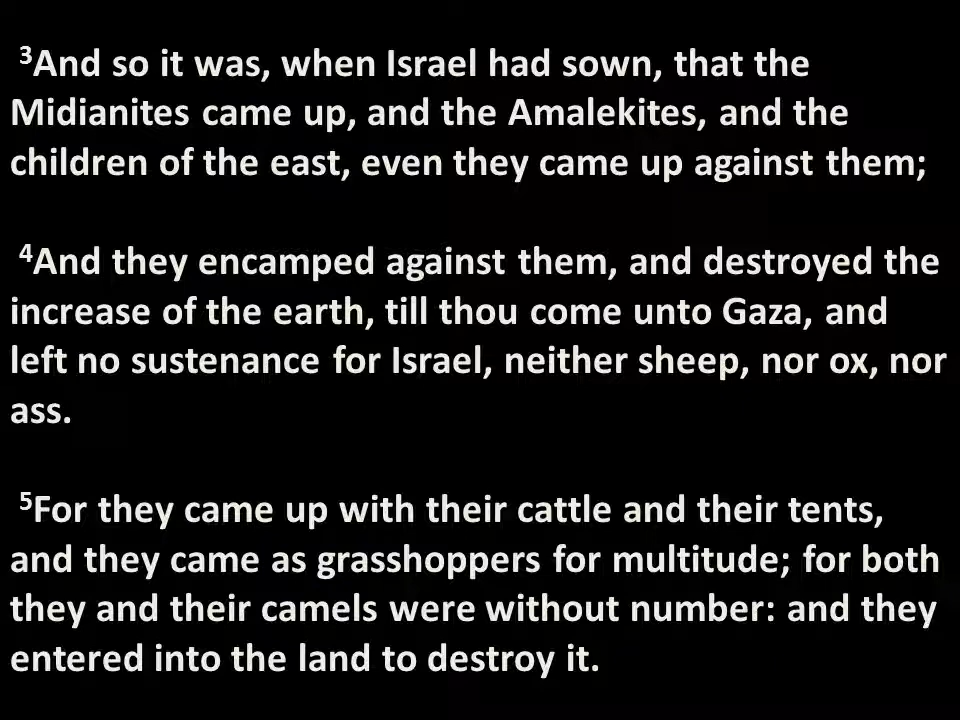 ³And so it was, when Israel had sown, that the
Midianites came up, and the Amalekites, and the
children of the east, even they came up against them;
⁴And they encamped against them, and destroyed the
increase of the earth, till thou come unto Gaza, and
left no sustenance for Israel, neither sheep, nor ox, nor
ass.
⁵For they came up with their cattle and their tents,
and they came as grasshoppers for multitude; for both
they and their camels were without number: and they
entered into the land to destroy it.